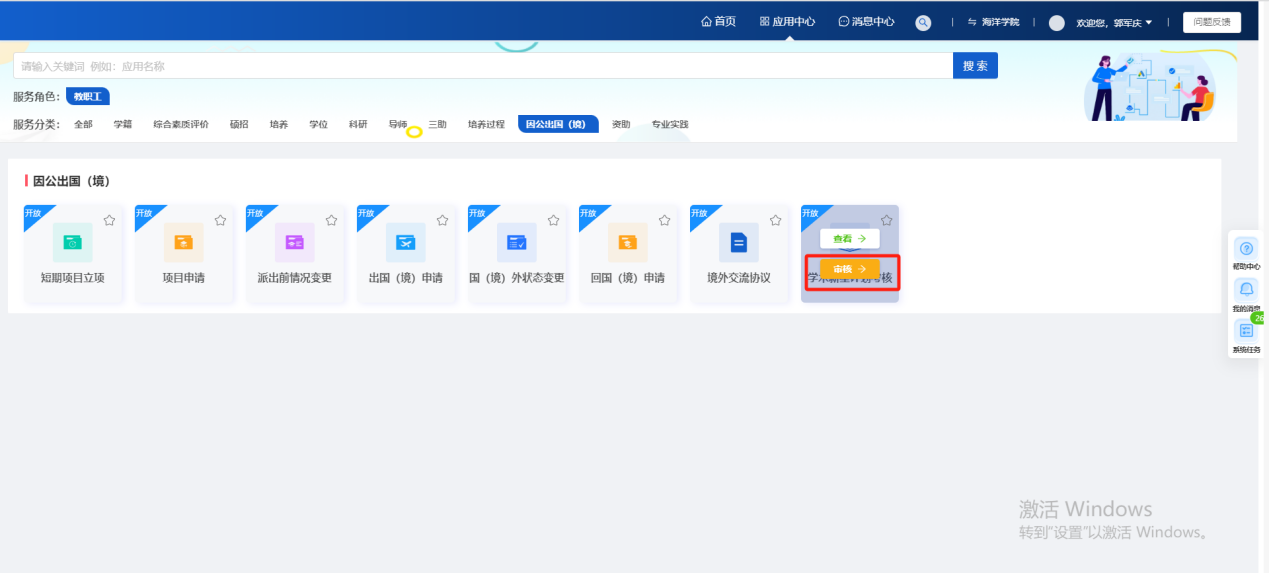 首页 应用中心 消息中心 海洋学院 欢迎您，郭军庆 问题反馈
请输入关键词 例如：应用名称 搜 索
服务角色： 教职工
服务分类： 全部 学籍 综合素质评价 硕招 培养 学位 科研 导师 三助 培养过程 因公出国（境） 资助 专业实践
因公出国（境）
开放 开放 开放 开放 开放 开放 开放 开放
查看 →
审核 →
短期项目立项 项目申请 派出前情况变更 出国（境）申请 国（境）外状态变更 回国（境）申请 境外交流协议 学术新星计划考核
帮助中心
我的消息
26
系统任务
激活 Windows
转到"设置"以激活 Windows。